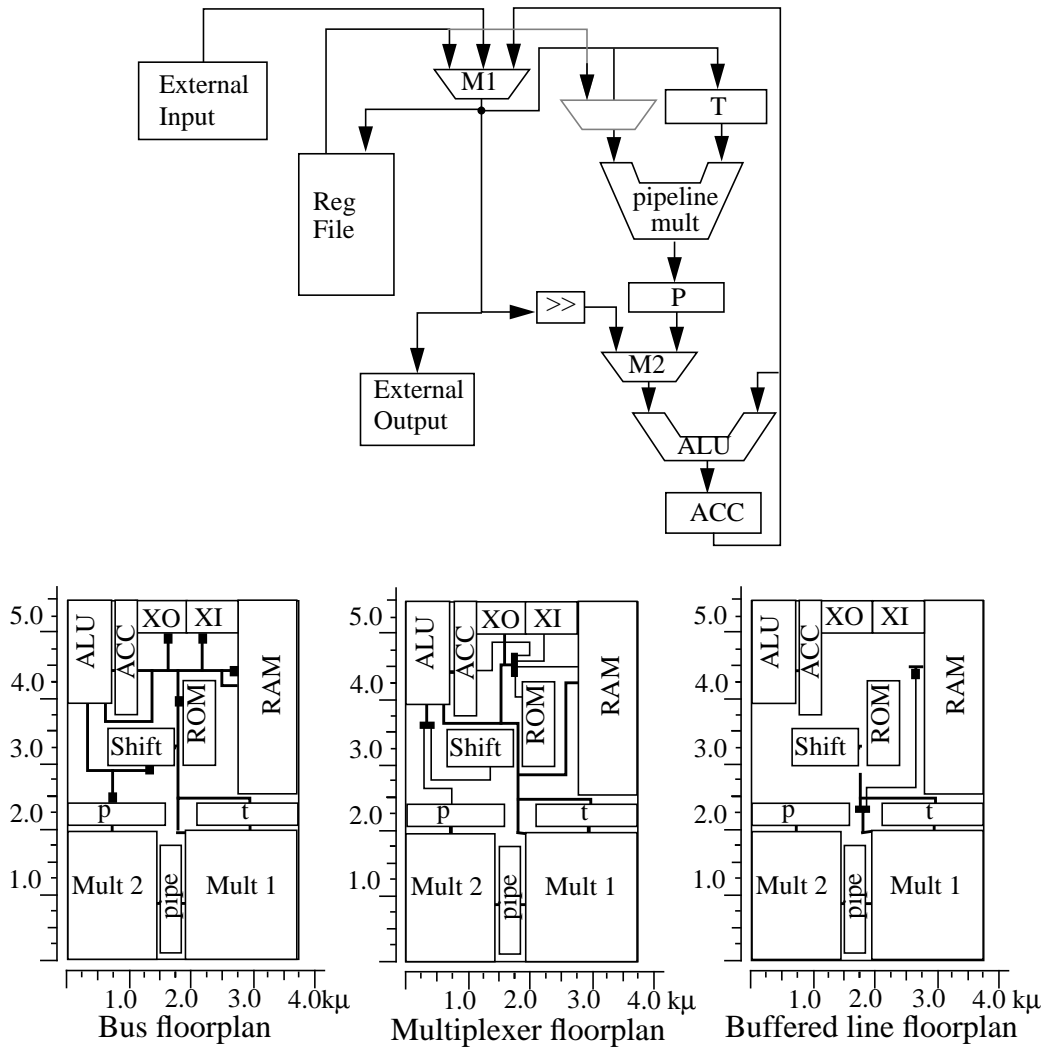 External
Input
M1
T
Reg
File
pipeline
mult
>>
P
External
Output
M2
ALU
ACC
5.0
4.0
3.0
2.0
1.0
ALU
ACC
XO
XI
RAM
ROM
Shift
p
t
Mult 2
pipe
Mult 1
1.0 2.0 3.0 4.0 kμ
Bus floorplan
5.0
4.0
3.0
2.0
1.0
ALU
ACC
XO
XI
RAM
ROM
Shift
p
t
Mult 2
pipe
Mult 1
1.0 2.0 3.0 4.0 kμ
Multiplexer floorplan
5.0
4.0
3.0
2.0
1.0
ALU
ACC
XO
XI
RAM
ROM
Shift
p
t
Mult 2
pipe
Mult 1
1.0 2.0 3.0 4.0 kμ
Buffered line floorplan